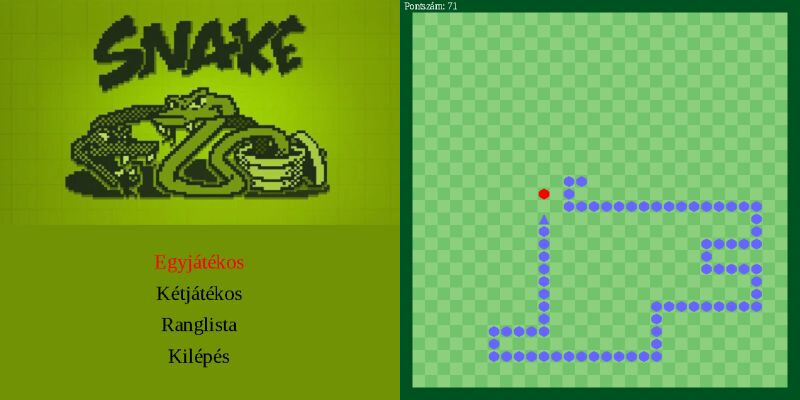 SNAKE
Egyjátékos
Kétjátékos
Ranglista
Kilépés
Pontszám: 71